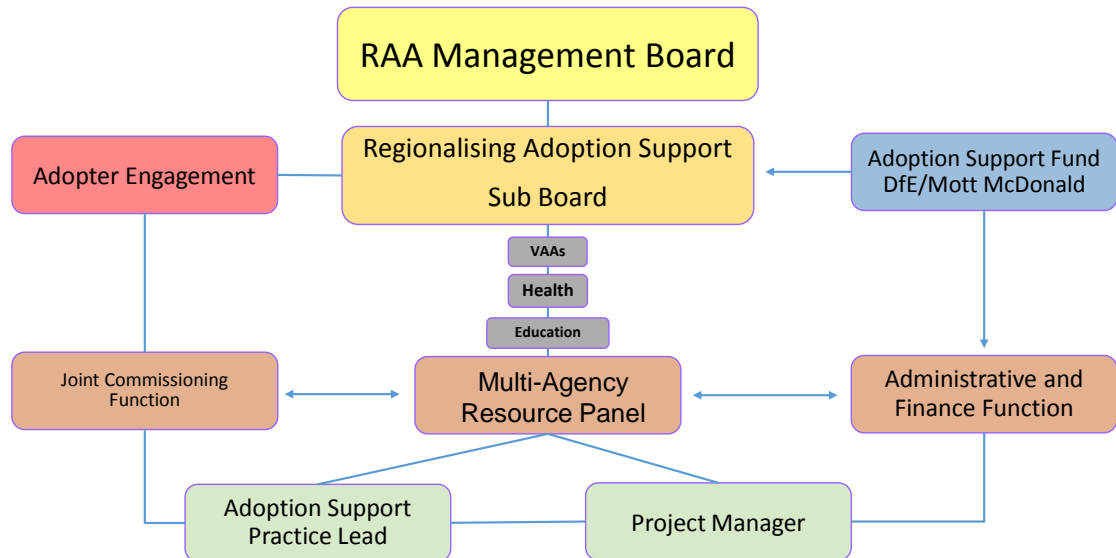 RAA Management Board
Regionalising Adoption Support
Sub Board
Adopter Engagement
Adoption Support Fund
DfE/Mott McDonald
VAAs
Health
Education
Joint Commissioning
Function
Multi-Agency
Resource Panel
Administrative and
Finance Function
Adoption Support
Practice Lead
Project Manager